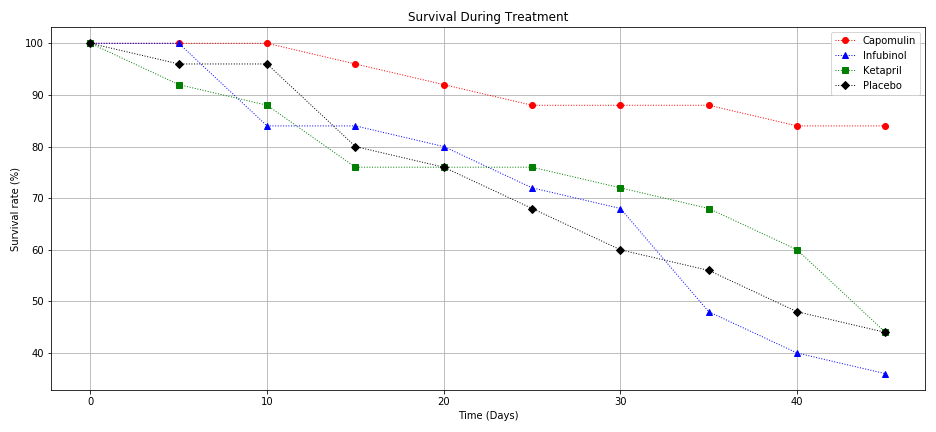 Survival During Treatment
Capomulin
Infubinol
Ketapril
Placebo
Survival rate (%)
100
90
80
70
60
50
40
0 10 20 30 40
Time (Days)